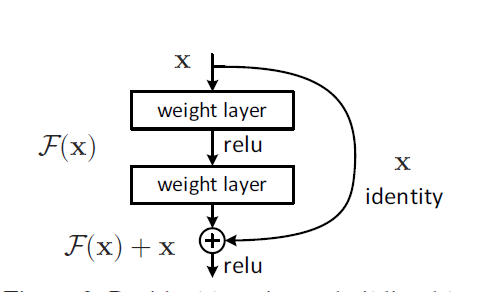 x
weight layer
relu
F(x)
weight layer
x
identity
F(x) + x
relu